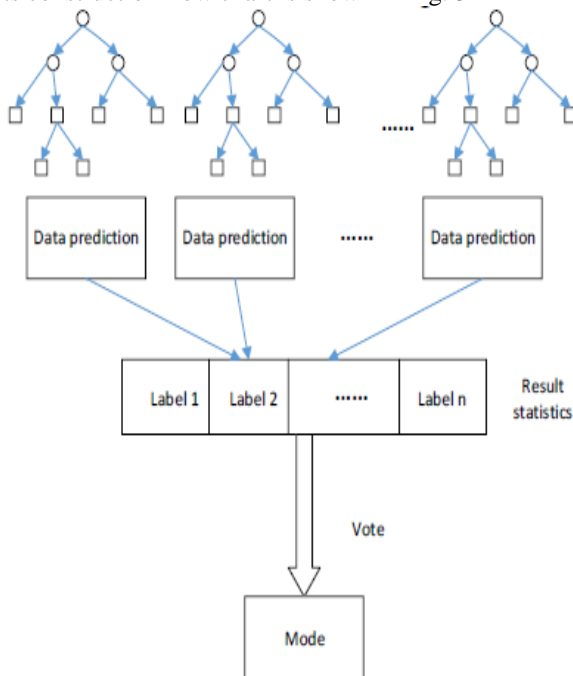 ......
Data prediction Data prediction ...... Data prediction
Label 1 Label 2 ...... Label n
Result
statistics
Vote
Mode